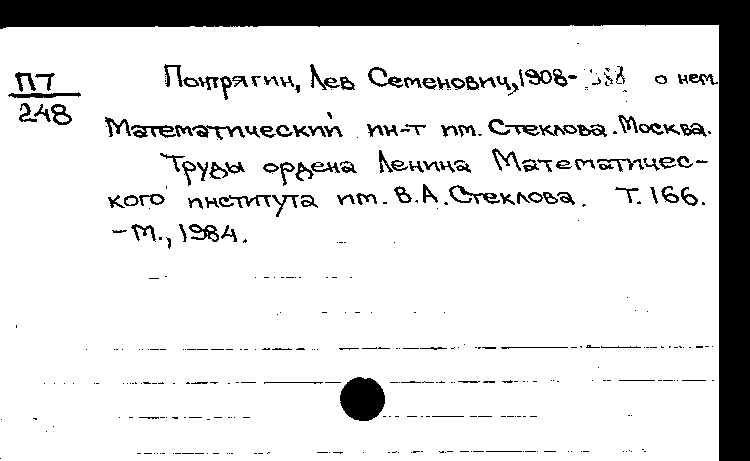 П7
248
Понтрягин, Лев Семенович, 1908- о нем
Математический ин-т им. Стеклова. Москва.
Труды ордена Ленина Математичес-
кого института им. В.А. Стеклова. Т. 166.
-М., 1984.